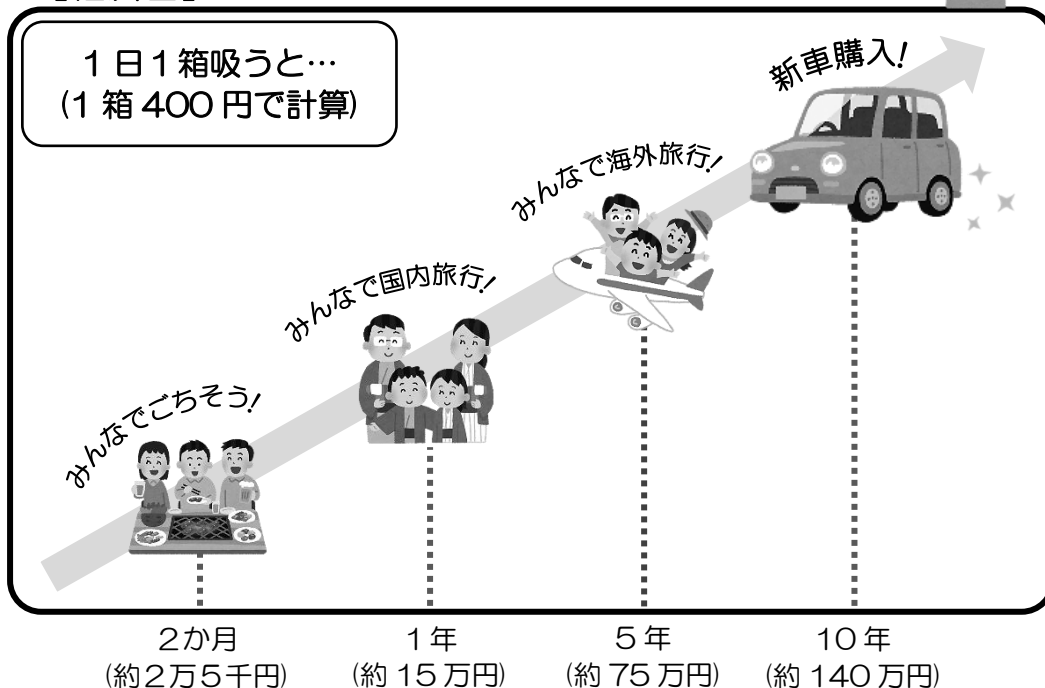 1日1箱吸うと…
(1箱400円で計算)
新車購入!
みんなで海外旅行!
みんなで国内旅行!
みんなでごちそう!
2か月
(約2万5千円)
1年
(約15万円)
5年
(約75万円)
10年
(約140万円)